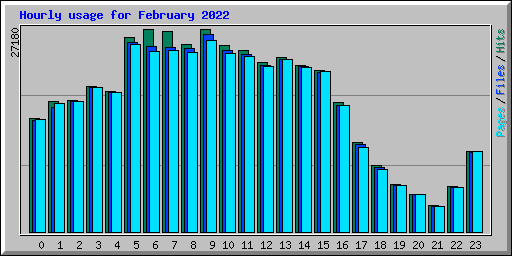 Hourly usage for February 2022
27180
Pages/Files/Hits
0 1 2 3 4 5 6 7 8 9 10 11 12 13 14 15 16 17 18 19 20 21 22 23